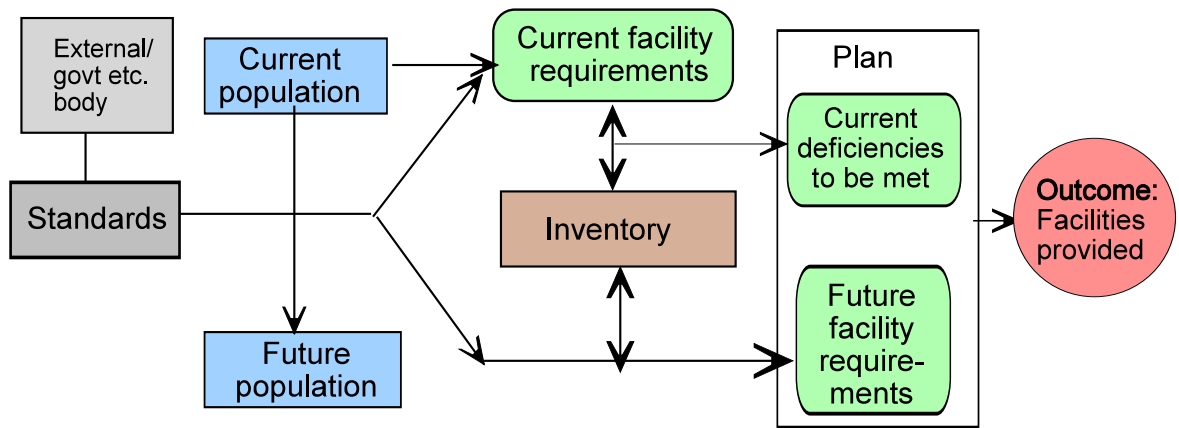 External/
govt etc.
body
Standards
Current
population
Future
population
Current facility
requirements
Inventory
Plan
Current
deficiencies
to be met
Future
facility
require-
ments
Outcome:
Facilities
provided